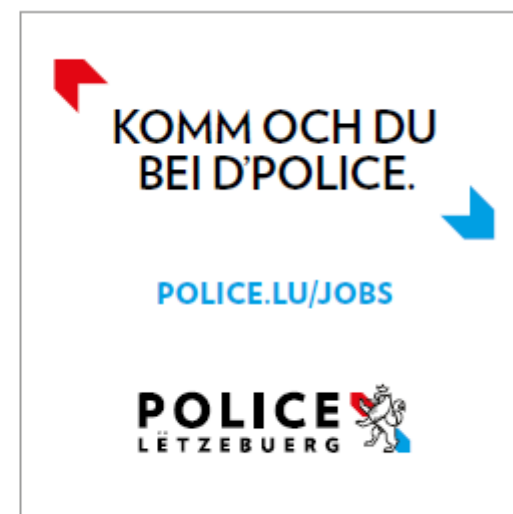 KOMM OCH DU
BEI D'POLICE.
POLICE.LU/JOBS
POLICE
LËTZEBUERG